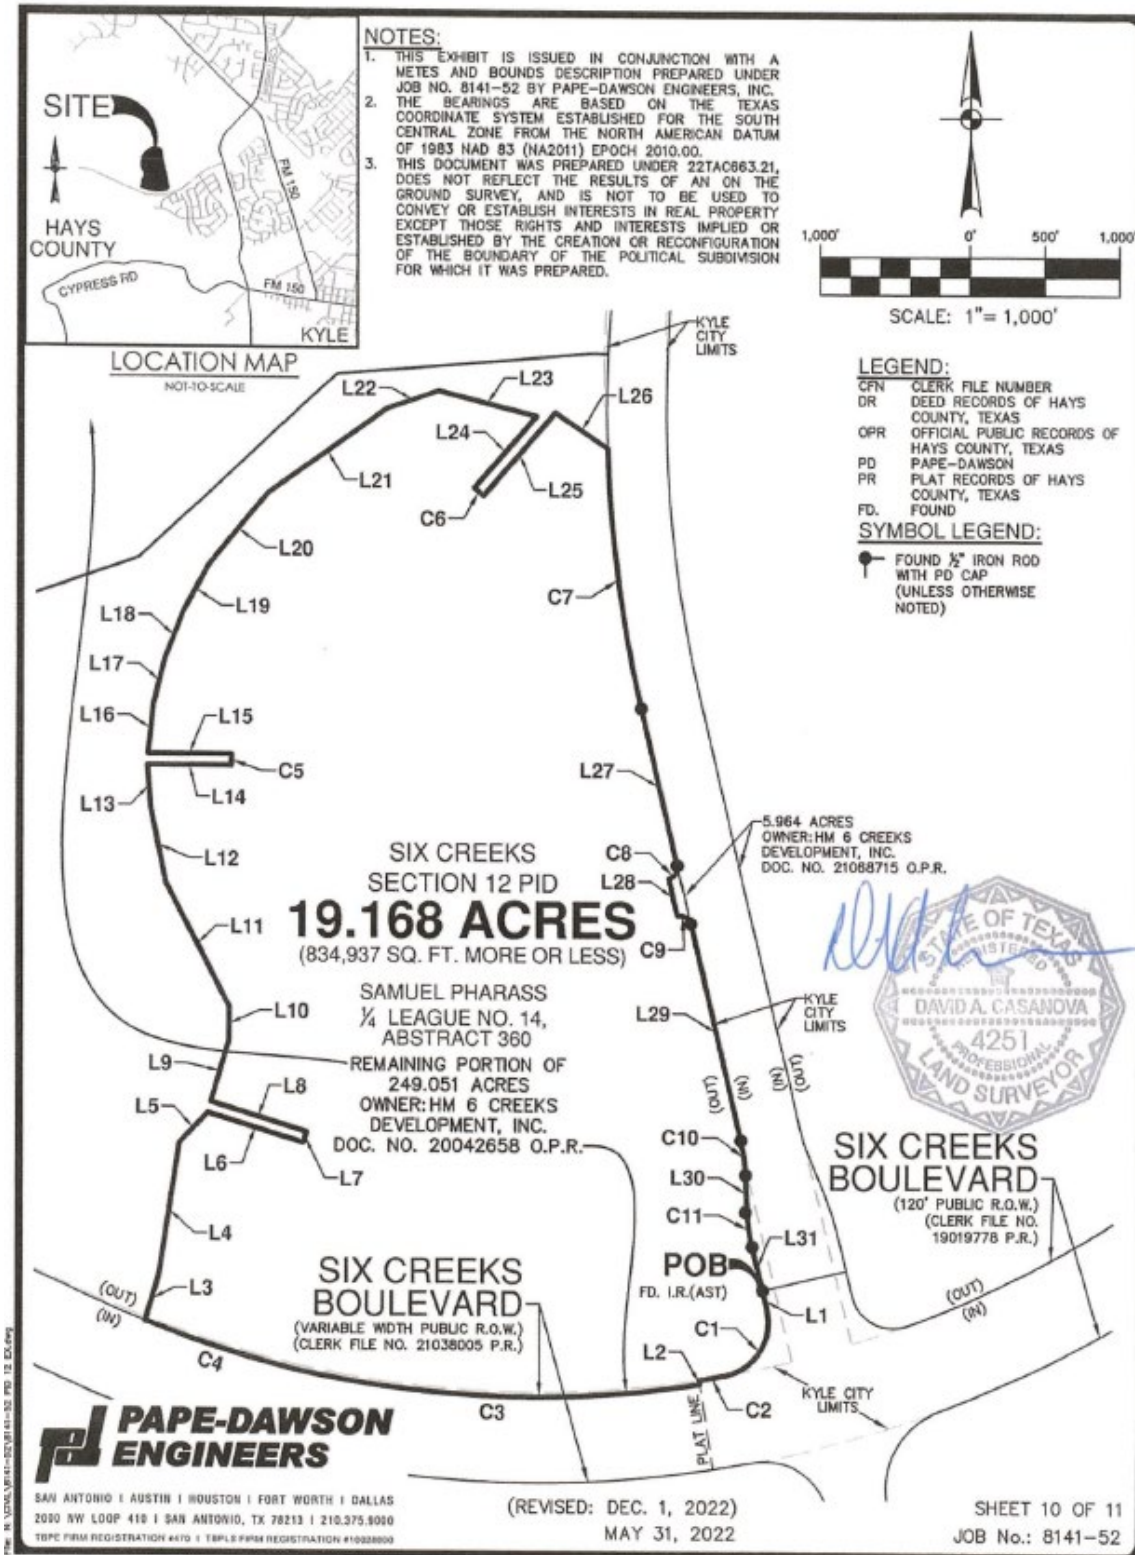 SITE
HAYS
COUNTY
FM 150
CYPRESS RD
FM 150
KYLE
LOCATION MAP
NOT-TO-SCALE
NOTES:
1. THIS EXHIBIT IS ISSUED IN CONJUNCTION WITH A
METES AND BOUNDS DESCRIPTION PREPARED UNDER
JOB NO. 8141-52 BY PAPE-DAWSON ENGINEERS, INC.
2. THE BEARINGS ARE BASED ON THE TEXAS
COORDINATE SYSTEM ESTABLISHED FOR THE SOUTH
CENTRAL ZONE FROM THE NORTH AMERICAN DATUM
OF 1983 NAD 83 (NA2011) EPOCH 2010.00.
3. THIS DOCUMENT WAS PREPARED UNDER 22TAC663.21,
DOES NOT REFLECT THE RESULTS OF AN ON THE
GROUND SURVEY, AND IS NOT TO BE USED TO
CONVEY OR ESTABLISH INTERESTS IN REAL PROPERTY
EXCEPT THOSE RIGHTS AND INTERESTS IMPLIED OR
ESTABLISHED BY THE CREATION OR RECONFIGURATION
OF THE BOUNDARY OF THE POLITICAL SUBDIVISION
FOR WHICH IT WAS PREPARED.
1,000' 0' 500' 1,000'
SCALE: 1"= 1,000'
LEGEND:
CFN CLERK FILE NUMBER
DR DEED RECORDS OF HAYS
COUNTY, TEXAS
OPR OFFICIAL PUBLIC RECORDS OF
HAYS COUNTY, TEXAS
PD PAPE-DAWSON
PR PLAT RECORDS OF HAYS
COUNTY, TEXAS
FD. FOUND
SYMBOL LEGEND:
FOUND ½" IRON ROD
WITH PD CAP
(UNLESS OTHERWISE
NOTED)
KYLE
CITY
LIMITS
L22
L23
L26
L24
L21
L25
C6
L20
C7
L19
L18
L17
L16
L15
C5
L13
L14
L27
L12
C8
L28
5.964 ACRES
OWNER: HM 6 CREEKS
DEVELOPMENT, INC.
DOC. NO. 21068715 O.P.R.
SIX CREEKS
SECTION 12 PID
19.168 ACRES
(834,937 SQ. FT. MORE OR LESS)
SAMUEL PHARASS
¼ LEAGUE NO. 14,
ABSTRACT 360
REMAINING PORTION OF
249.051 ACRES
OWNER: HM 6 CREEKS
DEVELOPMENT, INC.
DOC. NO. 20042658 O.P.R.
L11
C9
L10
L29
KYLE
CITY
LIMITS
(OUT)
(IN)
(IN)
(OUT)
STATE OF TEXAS
REGISTERED
DAVID A. CASANOVA
4251
PROFESSIONAL
LAND SURVEYOR
L9
L8
L5
L6
L7
C10
L30
C11
L31
L4
L3
SIX CREEKS
BOULEVARD
(120' PUBLIC R.O.W.)
(CLERK FILE NO.
19019778 P.R.)
(OUT)
(IN)
POB
FD. I.R.(AST)
L1
C1
L2
C2
SIX CREEKS
BOULEVARD
(VARIABLE WIDTH PUBLIC R.O.W.)
(CLERK FILE NO. 21038005 P.R.)
(OUT)
(IN)
C4
C3
PLAT LINE
KYLE CITY
LIMITS
PAPE-DAWSON
ENGINEERS
SAN ANTONIO I AUSTIN I HOUSTON I FORT WORTH I DALLAS
2000 NW LOOP 410 I SAN ANTONIO, TX 78213 I 210.375.9000
TBPE FIRM REGISTRATION #470 I TBPLS FIRM REGISTRATION #10028800
(REVISED: DEC. 1, 2022)
MAY 31, 2022
SHEET 10 OF 11
JOB No.: 8141-52